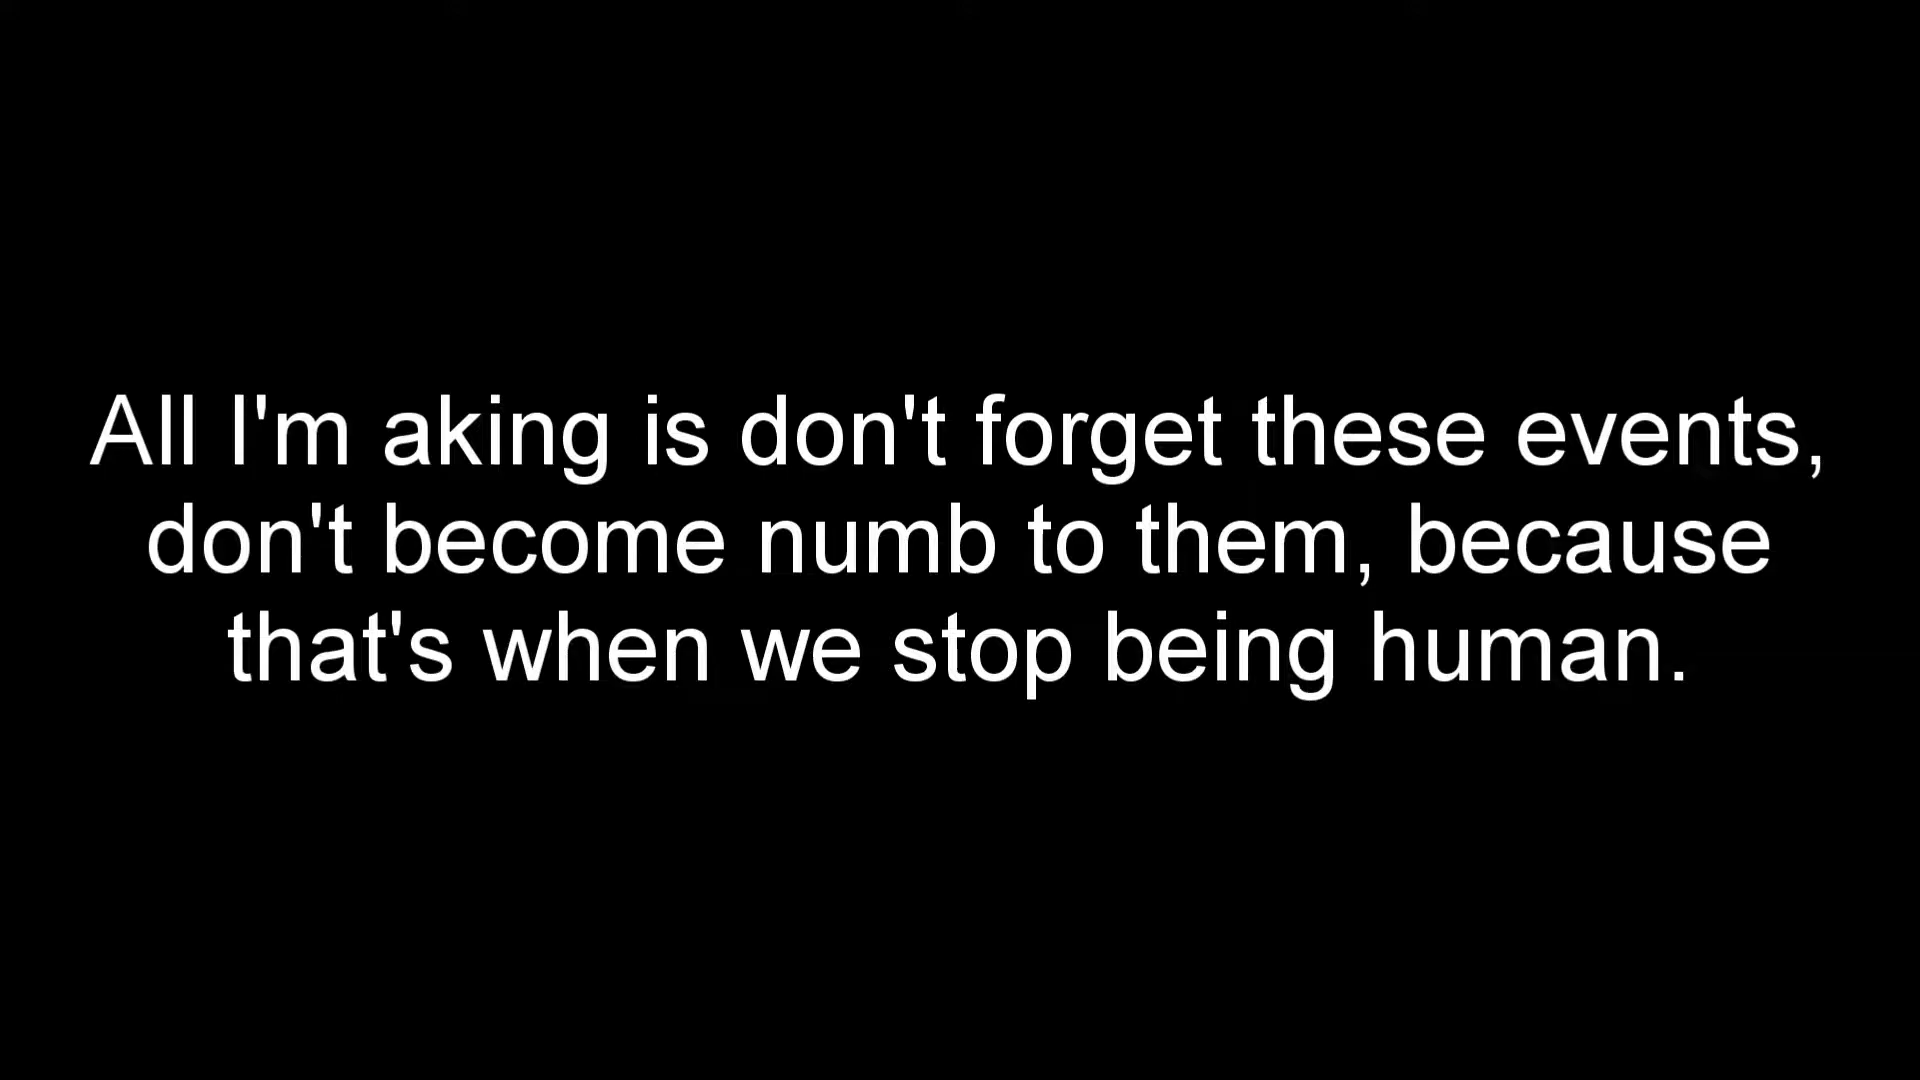 All I'm aking is don't forget these events,
don't become numb to them, because
that's when we stop being human.